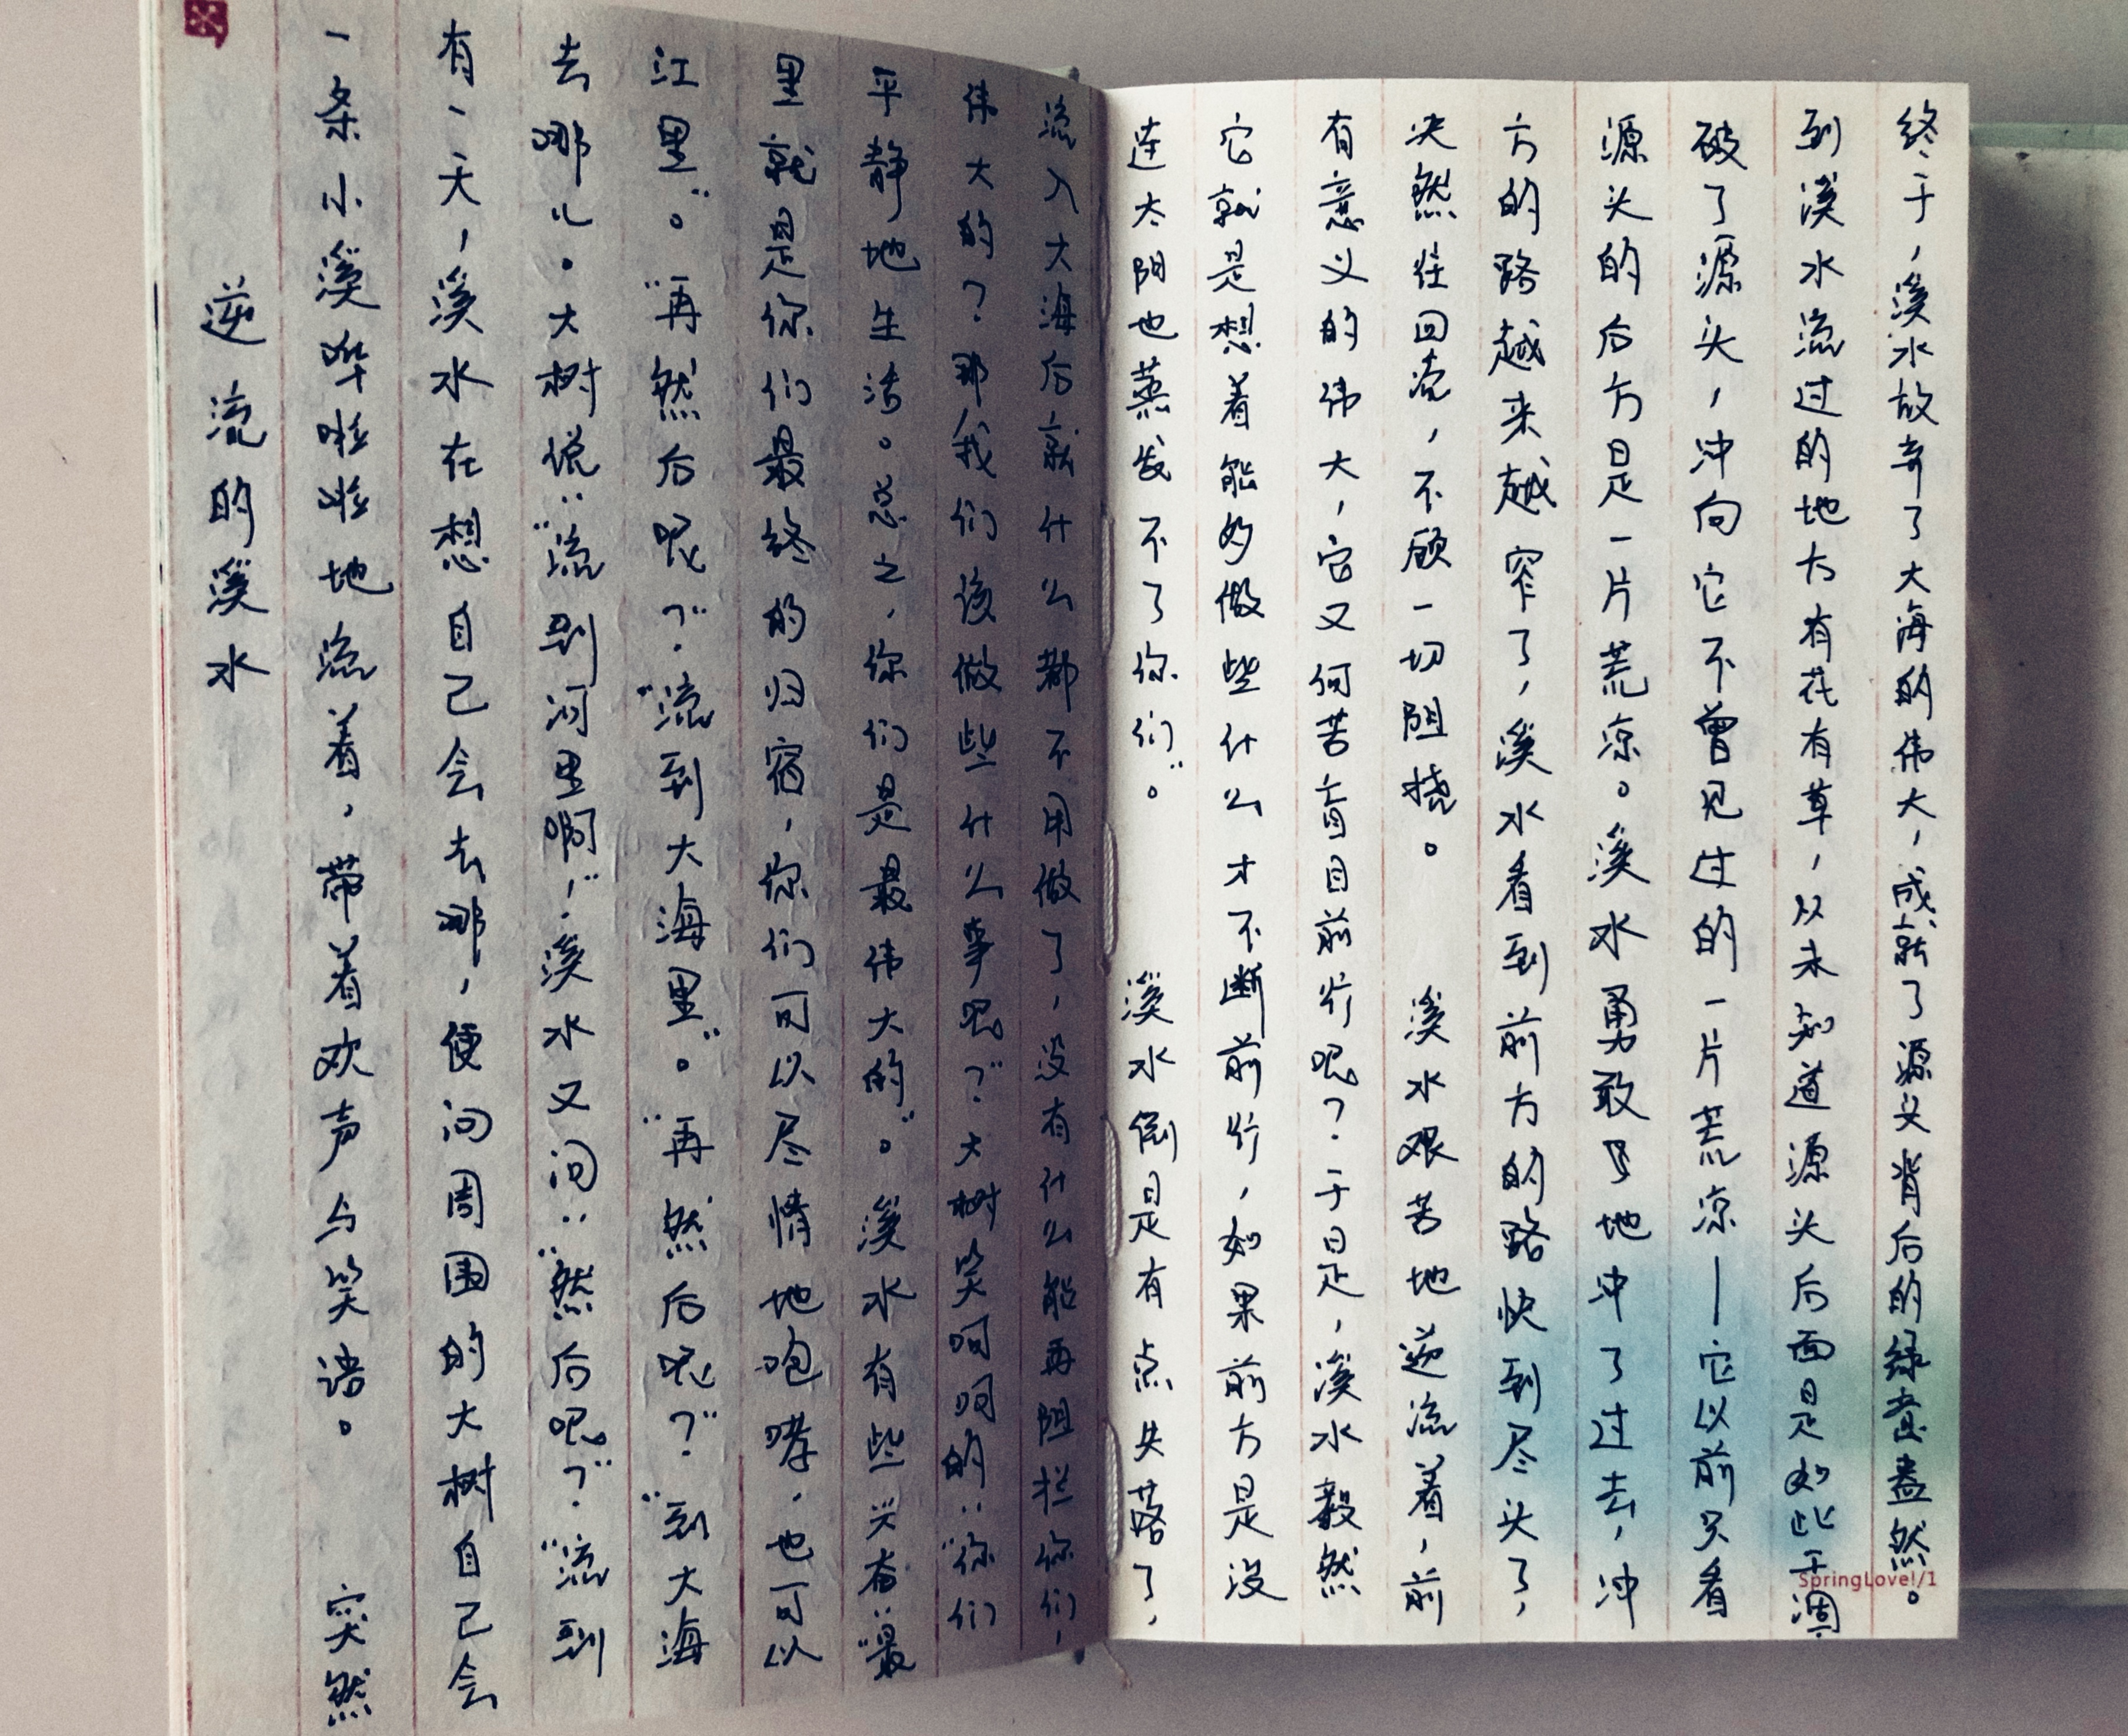 逆流的溪水
一条小溪哗啦啦地流着，带着欢声与笑语。 突然
有一天，溪水在想自己会去哪，便问周围的大树自己会
去哪儿。大树说：“流到河里啊！”溪水又问：“然后呢？”“流到
江里”。“再然后呢？”“流到大海里”。“再然后呢？”“到大海
里就是你们最终的归宿，你们可以尽情地咆哮，也可以
平静地生活。总之，你们是最伟大的”。溪水有些兴奋：“最
伟大的？那我们该做些什么事呢？”大树笑呵呵的：“你们
流入大海后就什么都不用做了，没有什么能再阻拦你们，
连太阳也蒸发不了你们”。 溪水倒是有点失落了，
它就是想着能多做些什么才不断前行，如果前方是没
有意义的伟大，它又何苦盲目前行呢？于是，溪水毅然
决然往回流，不顾一切阻挠。 溪水艰苦地逆流着，前
方的路越来越窄了，溪水看到前方的路快到尽头了，
源头的后方是一片荒凉。溪水勇敢地冲了过去，冲
破了源头，冲向它不曾见过的一片荒凉——它以前只看
到溪水流过的地方有花有草，从未知道源头后面是如此干涸
终于，溪水放弃了大海的伟大，成就了源头背后的绿意盎然。
SpringLove!/1